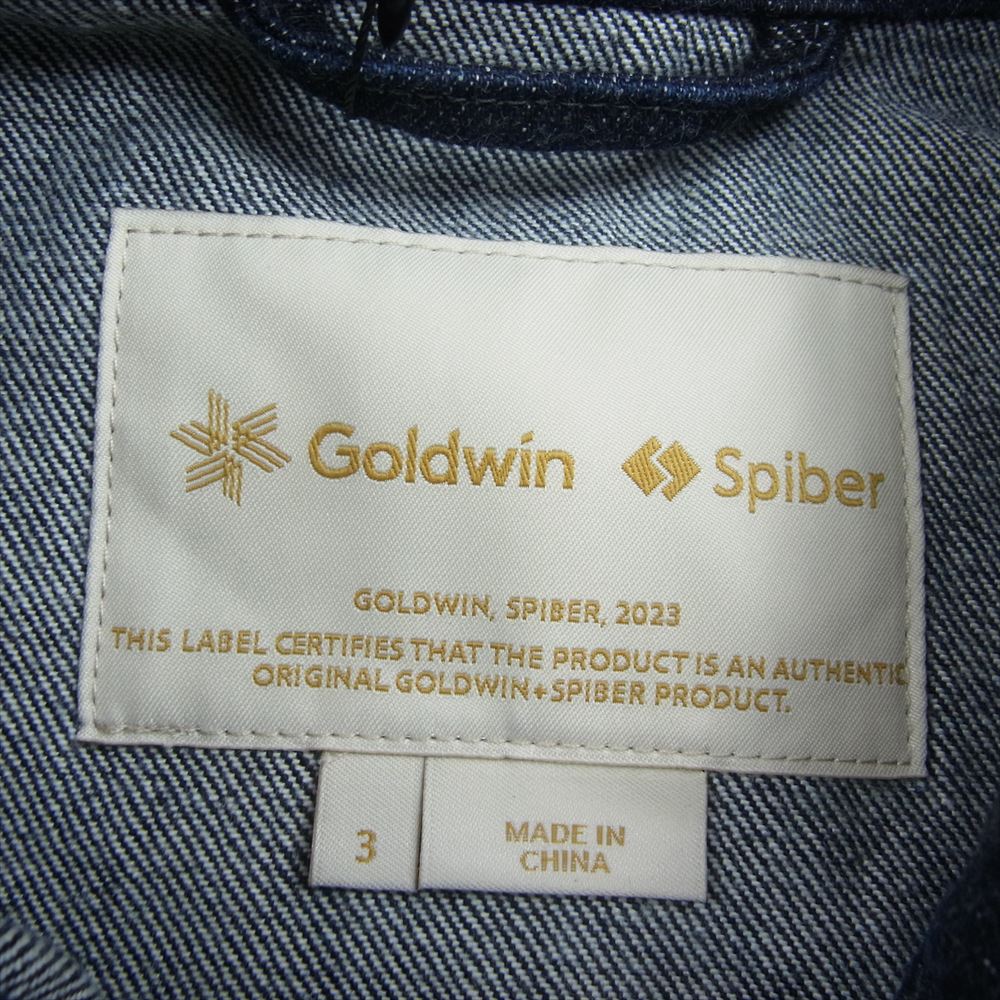 Goldwin Spiber
GOLDWIN, SPIBER, 2023
THIS LABEL CERTIFIES THAT THE PRODUCT IS AN AUTHENTIC
ORIGINAL GOLDWIN+SPIBER PRODUCT.
3
MADE IN
CHINA